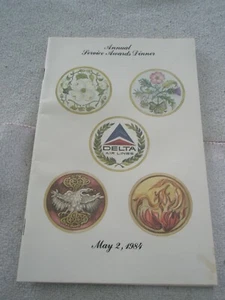 Annual
Service Awards Dinner
DELTA
AIR LINES
May 2, 1984